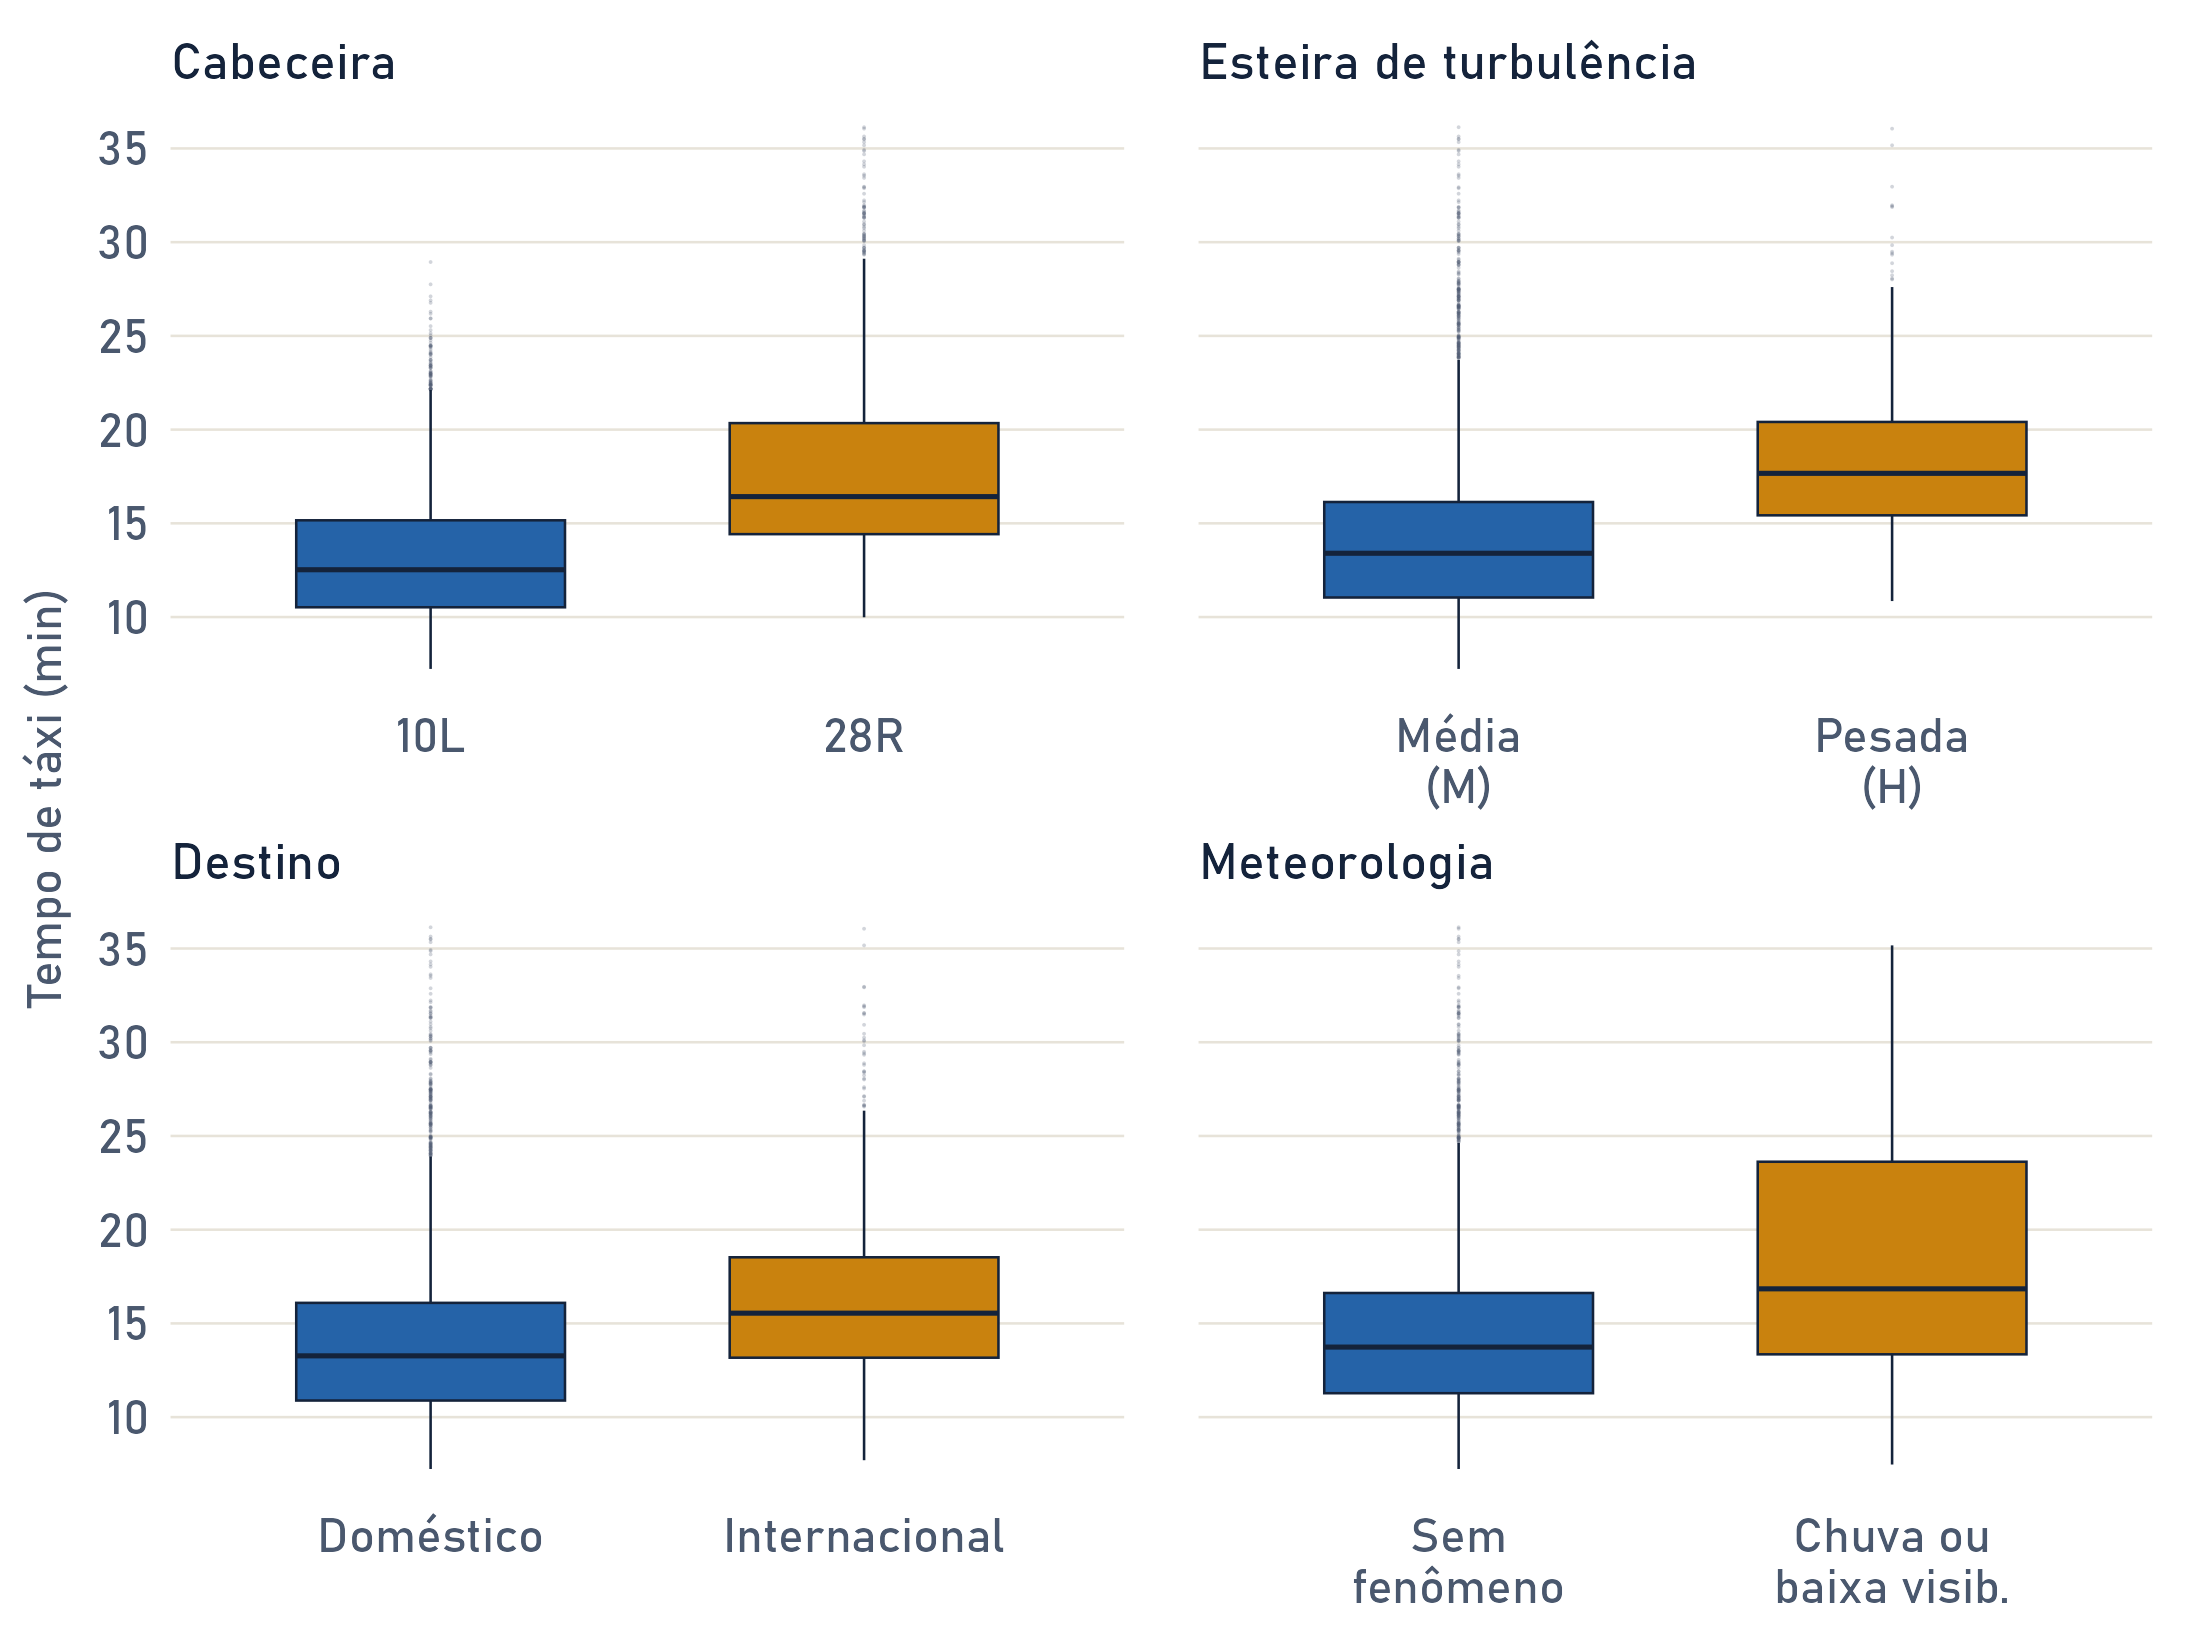 Cabeceira
Esteira de turbulência
35
30
25
20
15
10
10L
28R
Média
(M)
Pesada
(H)
Tempo de táxi (min)
Destino
Meteorologia
35
30
25
20
15
10
Doméstico
Internacional
Sem
fenômeno
Chuva ou
baixa visib.